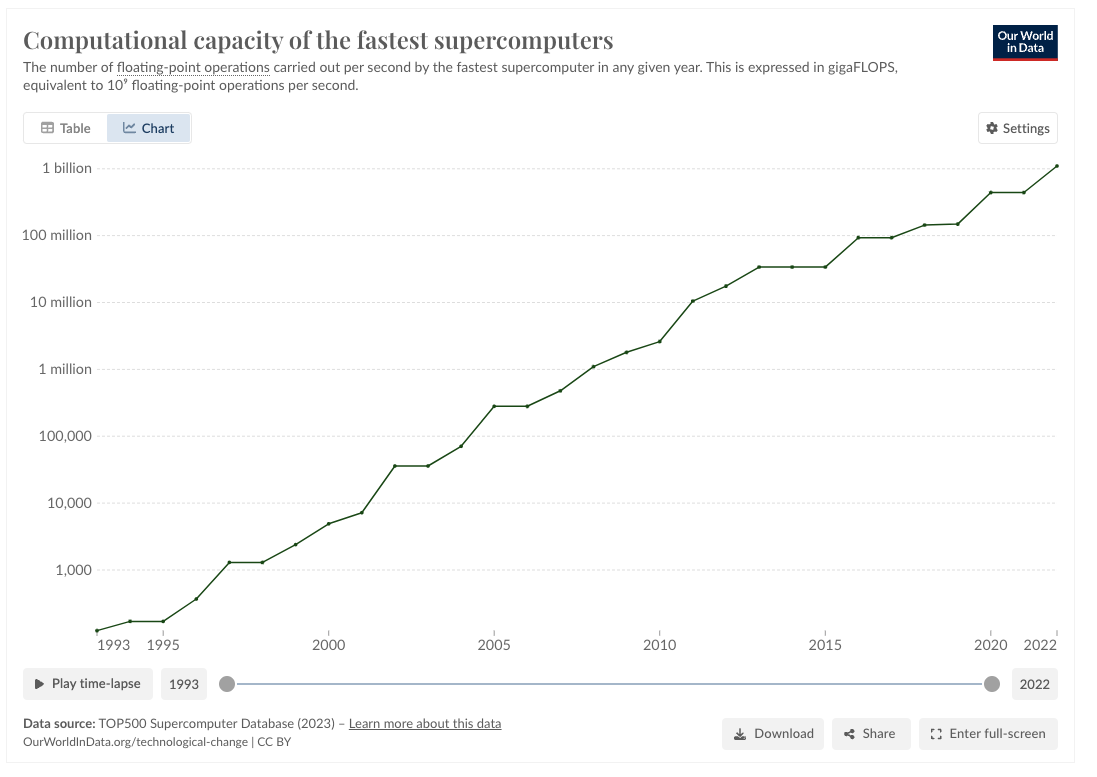 Computational capacity of the fastest supercomputers
Our World
in Data
The number of floating-point operations carried out per second by the fastest supercomputer in any given year. This is expressed in gigaFLOPS,
equivalent to 10⁹ floating-point operations per second.
Table
Chart
Settings
1 billion
100 million
10 million
1 million
100,000
10,000
1,000
1993 1995 2000 2005 2010 2015 2020 2022
Play time-lapse 1993 2022
Data source: TOP500 Supercomputer Database (2023) – Learn more about this data
OurWorldinData.org/technological-change | CC BY
Download Share Enter full-screen